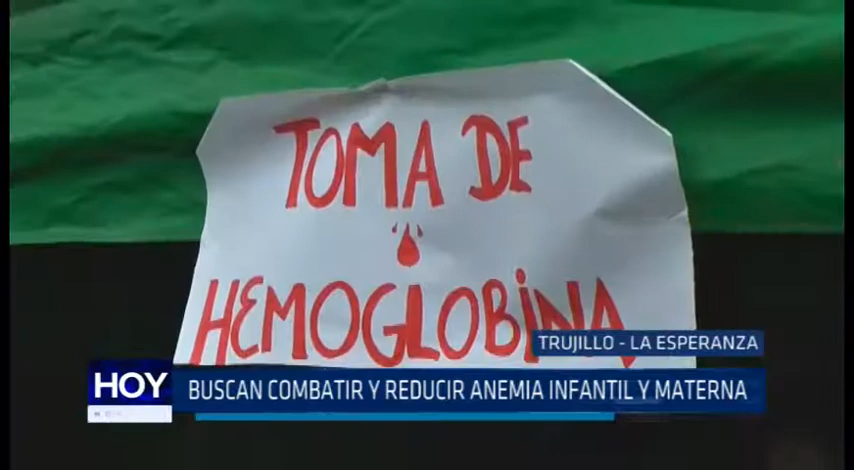 TOMA DE
HEMOGLOBiNA
TRUJILLO - LA ESPERANZA
HOY
BUSCAN COMBATIR Y REDUCIR ANEMIA INFANTIL Y MATERNA